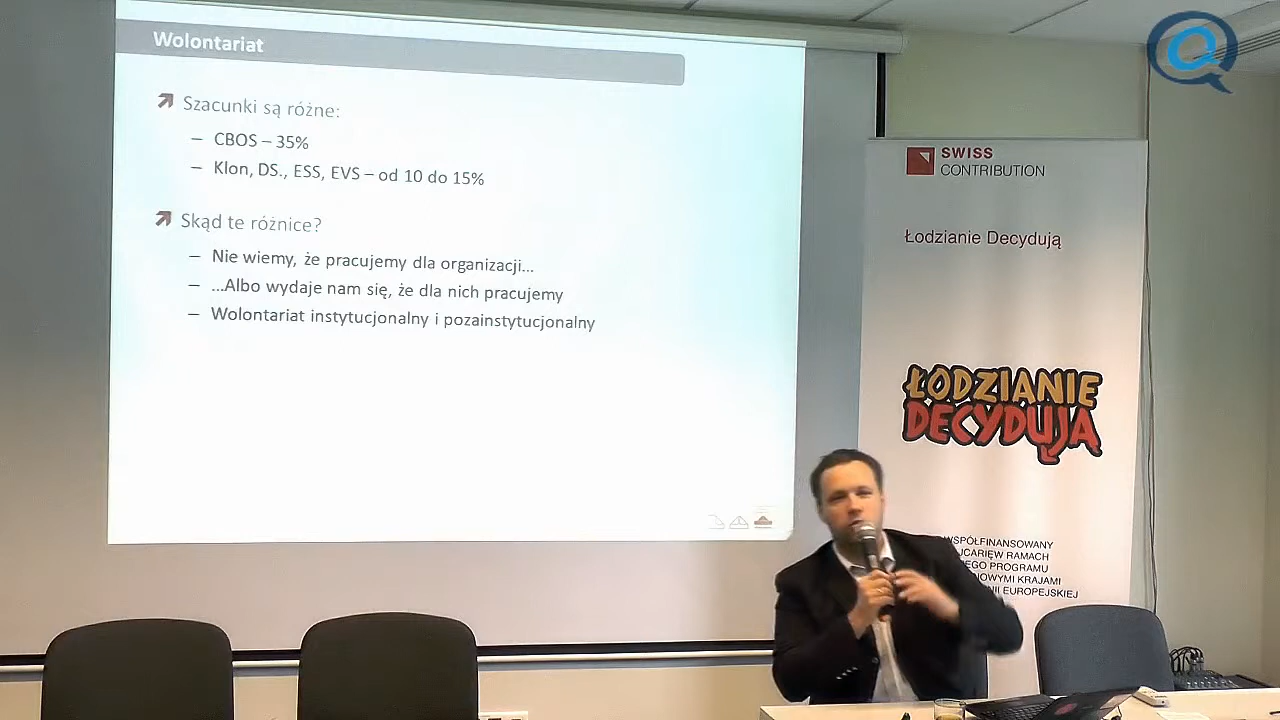 Wolontariat
Szacunki są różne:
– CBOS – 35%
– Klon, DS., ESS, EVS – od 10 do 15%
Skąd te różnice?
– Nie wiemy, że pracujemy dla organizacji...
– ...Albo wydaje nam się, że dla nich pracujemy
– Wolontariat instytucjonalny i pozainstytucjonalny
SWISS
CONTRIBUTION
Łodzianie Decydują
ŁODZIANIE
DECYDUJĄ
WSPÓŁFINANSOWANY
W RAMACH
PROGRAMU
KRAJAMI
EUROPEJSKIEJ